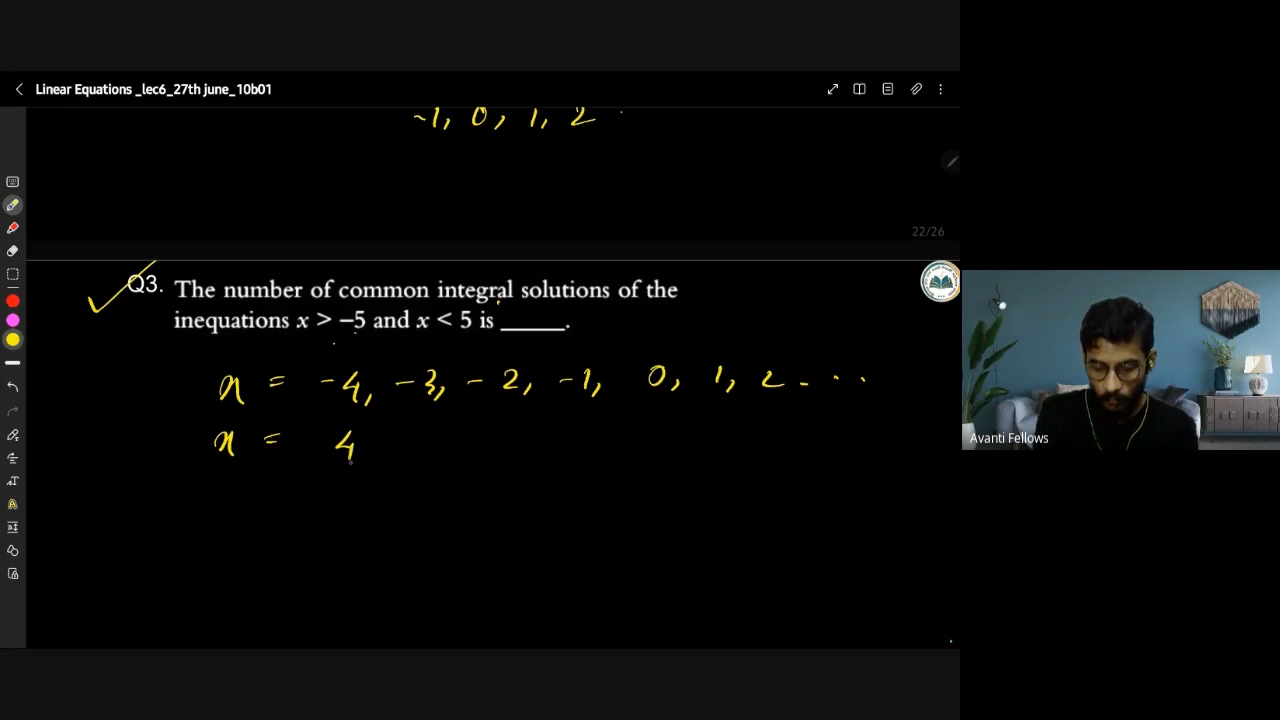 Linear Equations _lec6_27th june_10b01
-1, 0, 1, 2
22/26
Q3. The number of common integral solutions of the
inequations x > −5 and x < 5 is _____.
x = -4, -3, -2, -1, 0, 1, 2 - . .
x = 4
Avanti Fellows